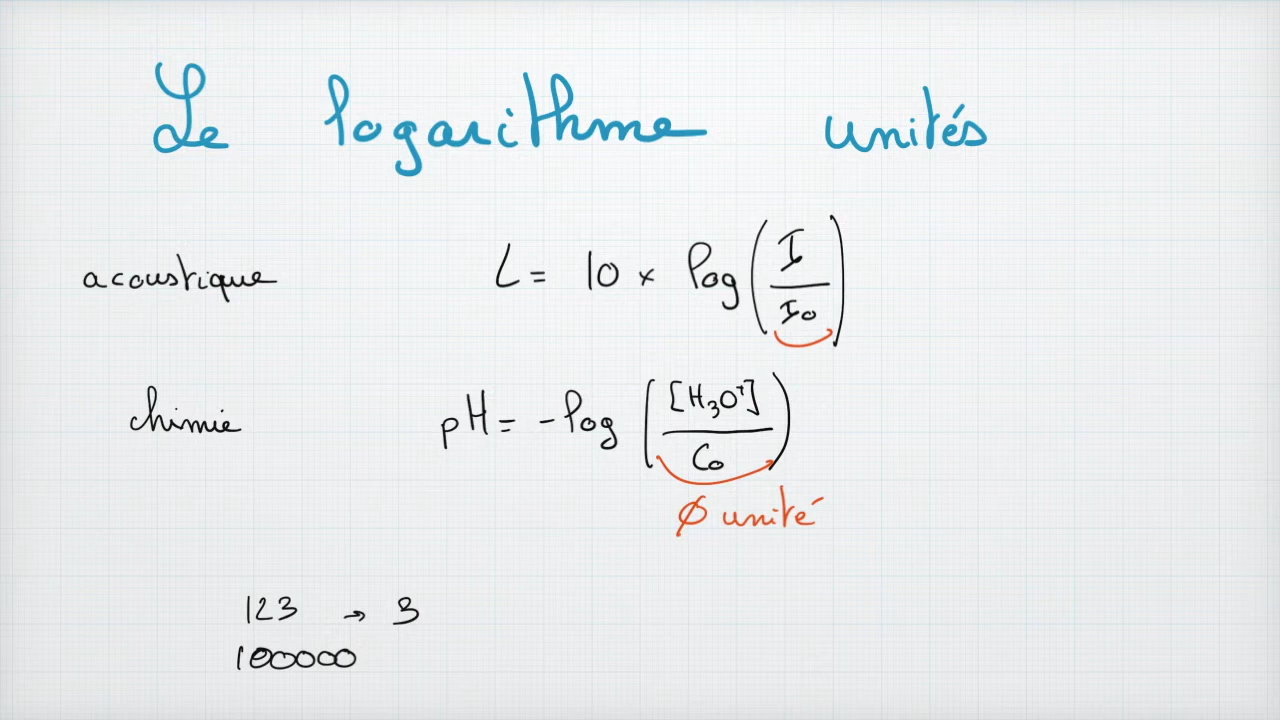 Le logarithme unités
acoustique L = 10 × log(I/I₀)
chimie pH = -log([H₃O⁺]/C₀)
∅ unité
123 → 3
100000